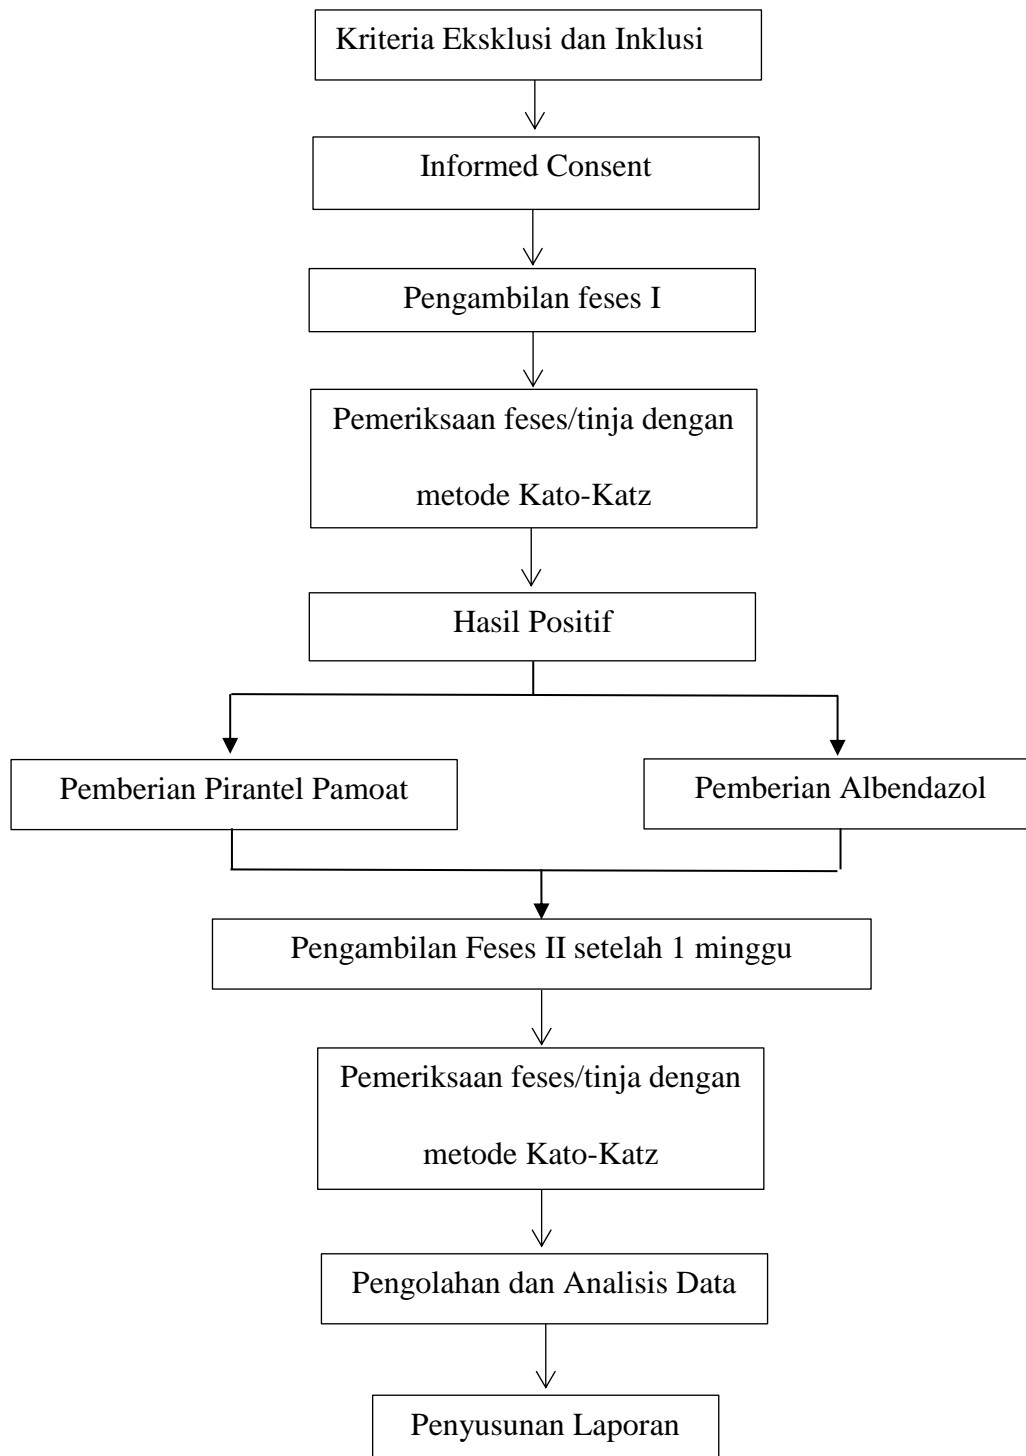 Kriteria Eksklusi dan Inklusi
Informed Consent
Pengambilan feses I
Pemeriksaan feses/tinja dengan
metode Kato-Katz
Hasil Positif
Pemberian Pirantel Pamoat
Pemberian Albendazol
Pengambilan Feses II setelah 1 minggu
Pemeriksaan feses/tinja dengan
metode Kato-Katz
Pengolahan dan Analisis Data
Penyusunan Laporan